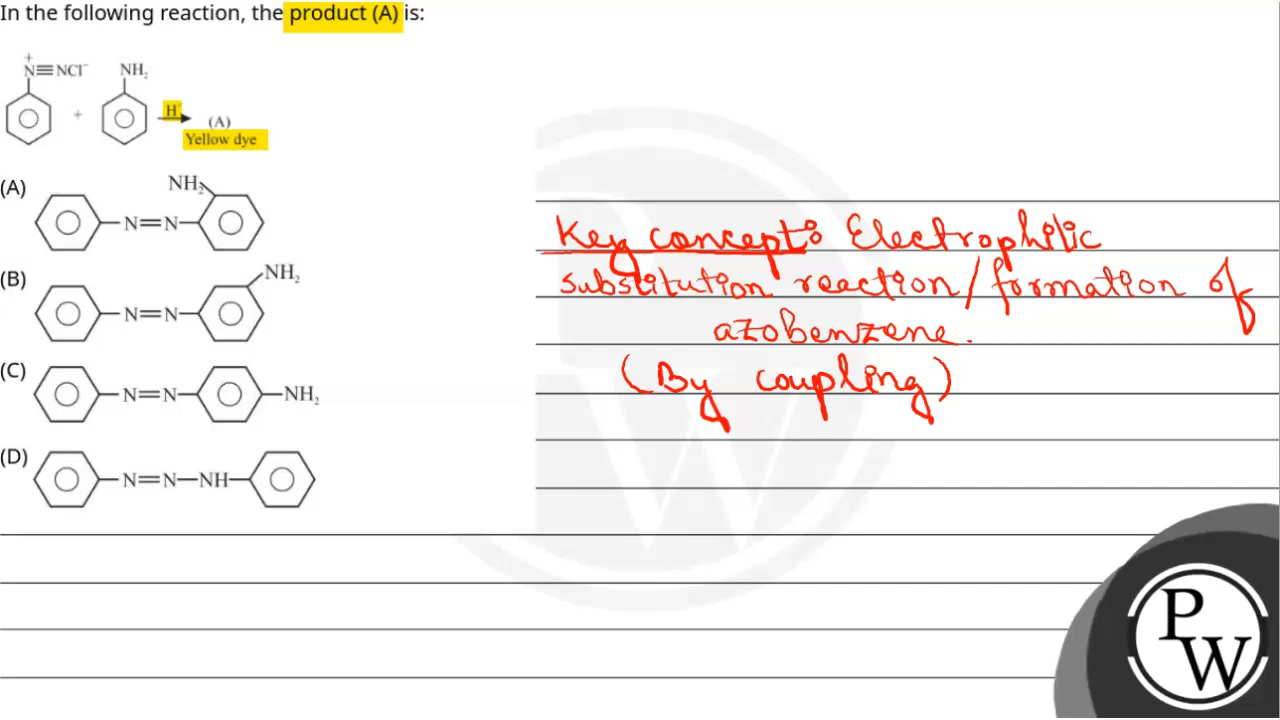 In the following reaction, the product (A) is:
+
N≡NCl⁻ NH₂
+ H⁺ (A)
Yellow dye
(A) NH₂
N=N
(B) NH₂
N=N
(C) N=N NH₂
(D) N=N–NH
Key concept: Electrophilic
substitution reaction/formation of
azobenzene.
(By coupling)
P
W